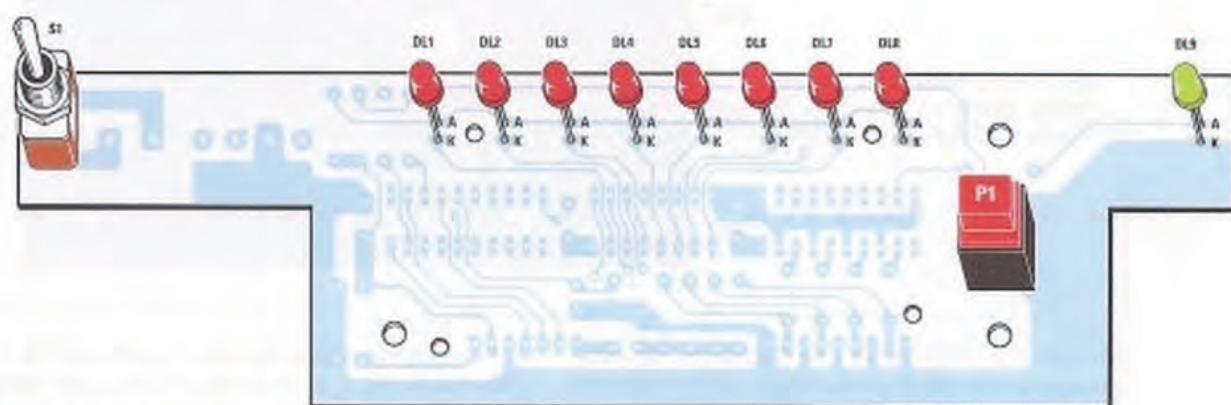 S1
DL1 DL2 DL3 DL4 DL5 DL6 DL7 DL8 DL9
A A A A A A A A A
K K K K K K K K K
P1